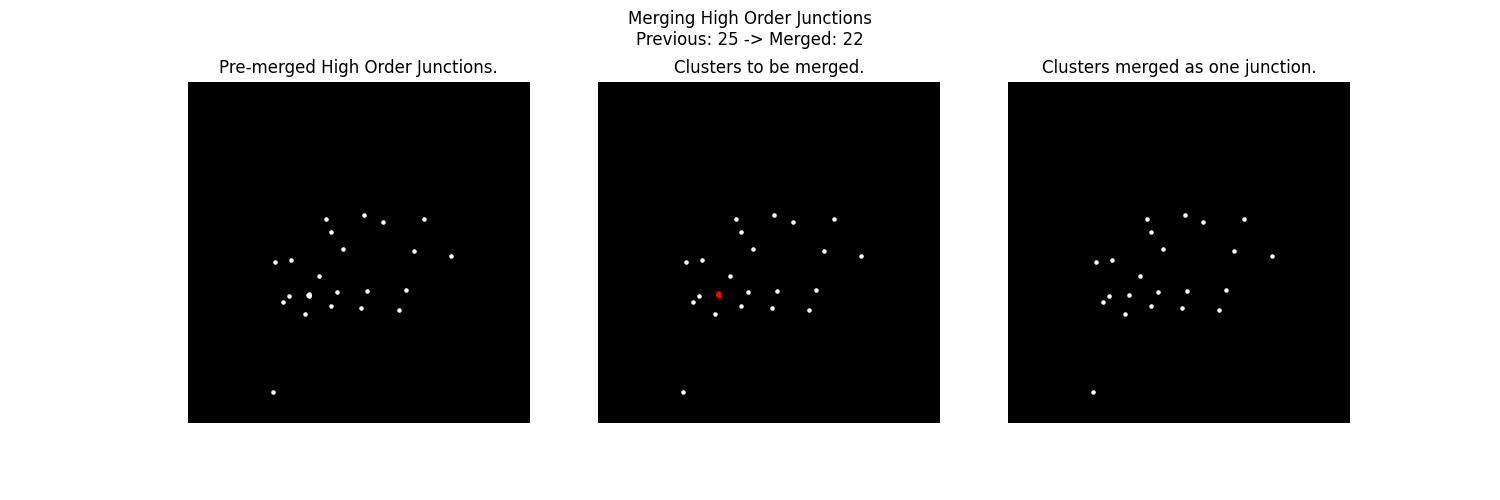 Merging High Order Junctions
Previous: 25 -> Merged: 22
Pre-merged High Order Junctions.
Clusters to be merged.
Clusters merged as one junction.